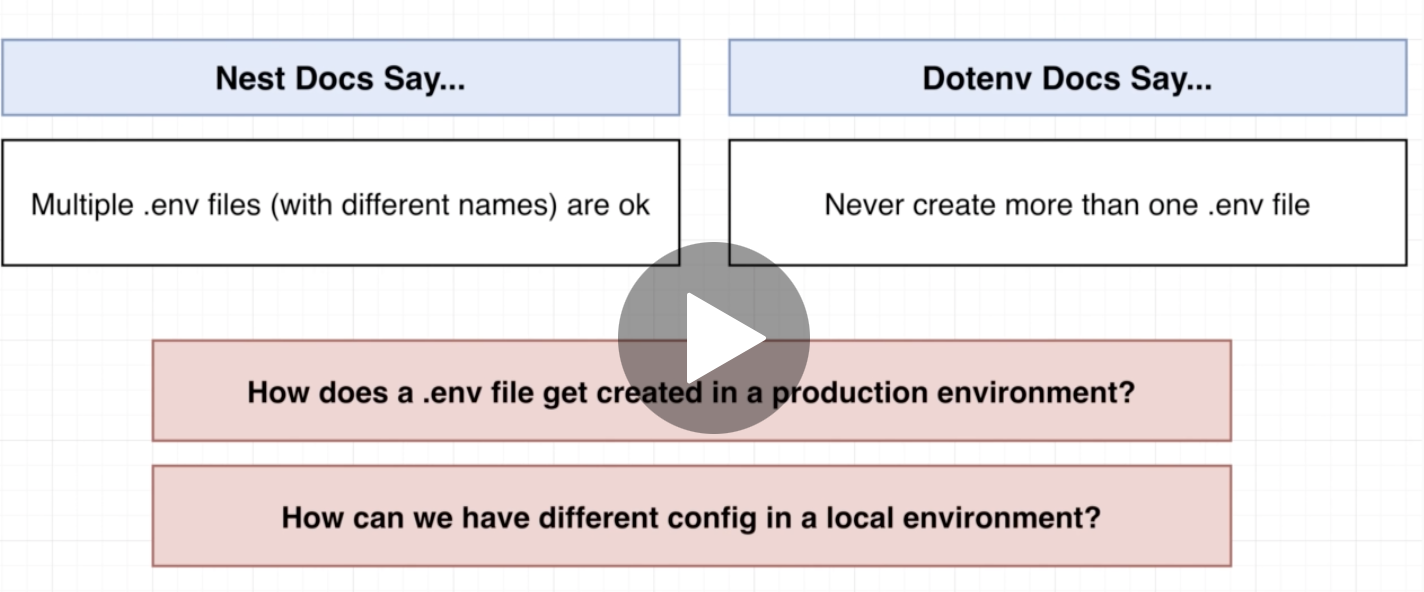 Nest Docs Say...
Dotenv Docs Say...
Multiple .env files (with different names) are ok
Never create more than one .env file
How does a .env file get created in a production environment?
How can we have different config in a local environment?